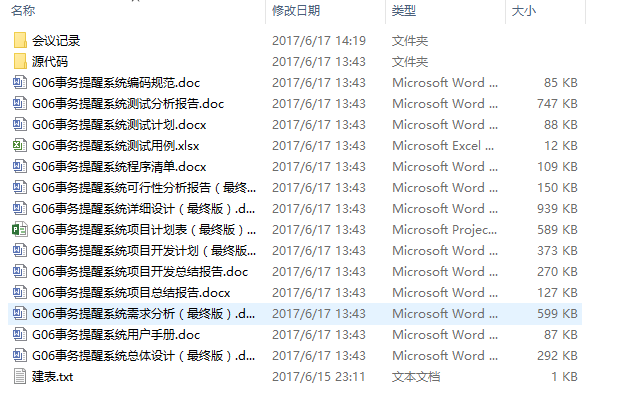 名称 修改日期 类型 大小
会议记录 2017/6/17 14:19 文件夹
源代码 2017/6/17 13:43 文件夹
G06事务提醒系统编码规范.doc 2017/6/17 13:43 Microsoft Word ... 85 KB
G06事务提醒系统测试分析报告.doc 2017/6/17 13:43 Microsoft Word ... 747 KB
G06事务提醒系统测试计划.docx 2017/6/17 13:43 Microsoft Word ... 88 KB
G06事务提醒系统测试用例.xlsx 2017/6/17 13:43 Microsoft Excel ... 12 KB
G06事务提醒系统程序清单.docx 2017/6/17 13:43 Microsoft Word ... 109 KB
G06事务提醒系统可行性分析报告（最终... 2017/6/17 13:43 Microsoft Word ... 150 KB
G06事务提醒系统详细设计（最终版）.d... 2017/6/17 13:43 Microsoft Word ... 939 KB
G06事务提醒系统项目计划表（最终版）... 2017/6/17 13:43 Microsoft Projec... 589 KB
G06事务提醒系统项目开发计划（最终版... 2017/6/17 13:43 Microsoft Word ... 373 KB
G06事务提醒系统项目开发总结报告.doc 2017/6/17 13:43 Microsoft Word ... 270 KB
G06事务提醒系统项目总结报告.docx 2017/6/17 13:43 Microsoft Word ... 127 KB
G06事务提醒系统需求分析（最终版）.d... 2017/6/17 13:43 Microsoft Word ... 599 KB
G06事务提醒系统用户手册.doc 2017/6/17 13:43 Microsoft Word ... 87 KB
G06事务提醒系统总体设计（最终版）.d... 2017/6/17 13:43 Microsoft Word ... 292 KB
建表.txt 2017/6/15 23:11 文本文档 1 KB